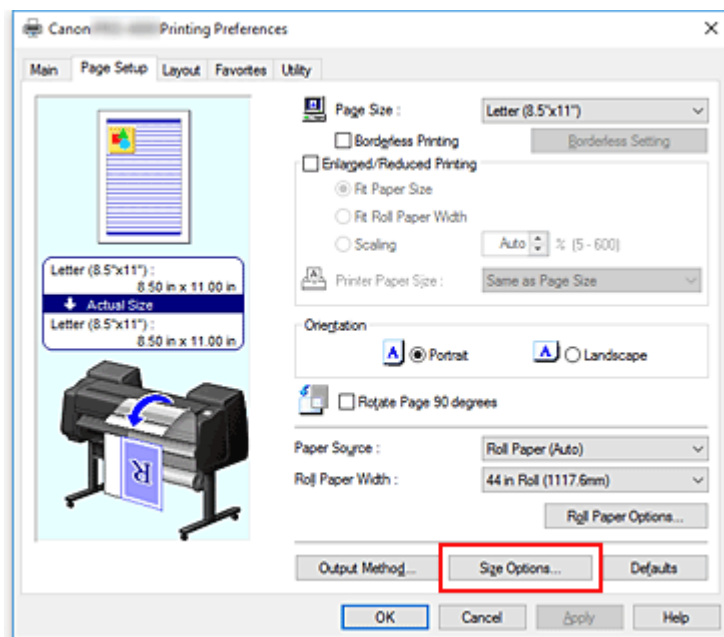 Canon Printing Preferences
Main Page Setup Layout Favorites Utility
Page Size : Letter (8.5"x11")
Borderless Printing Borderless Setting
Enlarged/Reduced Printing
Fit Paper Size
Fit Roll Paper Width
Scaling Auto % (5 - 600)
Printer Paper Size : Same as Page Size
Letter (8.5"x11") :
8.50 in x 11.00 in
Actual Size
Letter (8.5"x11") :
8.50 in x 11.00 in
Orientation
A Portrait A Landscape
Rotate Page 90 degrees
R
Paper Source : Roll Paper (Auto)
Roll Paper Width : 44 in Roll (1117.6mm)
Roll Paper Options...
Output Method... Size Options... Defaults
OK Cancel Apply Help